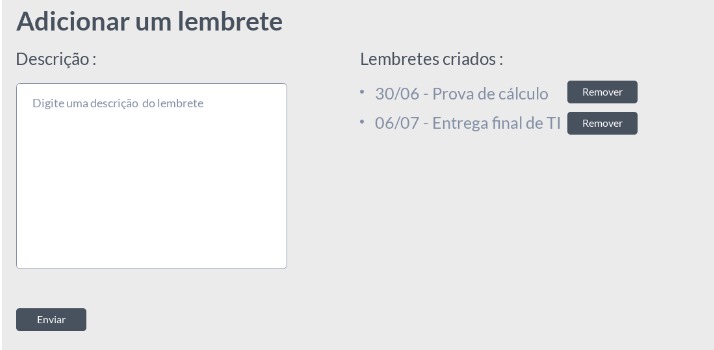 Adicionar um lembrete
Descrição :
Digite uma descrição do lembrete
Enviar
Lembretes criados :
• 30/06 - Prova de cálculo Remover
• 06/07 - Entrega final de TI Remover